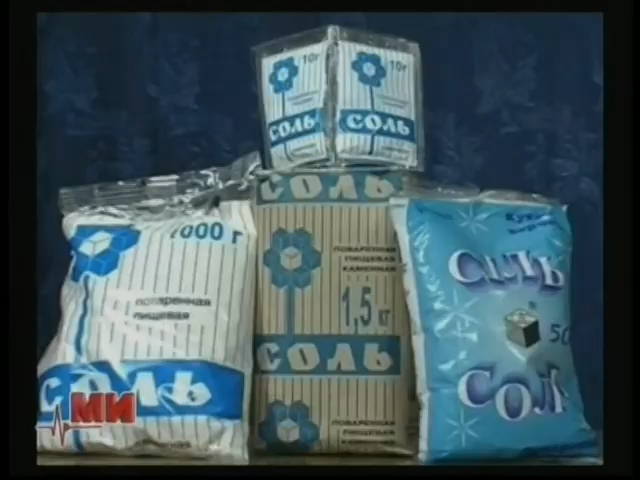 10г
СОЛЬ
10г
СОЛЬ
1000 г
поваренная
пищевая
СОЛЬ
МИ
СОЛЬ
ПОВАРЕННАЯ
ПИЩЕВАЯ
КАМЕННАЯ
1,5 кг
СОЛЬ
ПОВАРЕННАЯ
ПИЩЕВАЯ
СІЛЬ
СОЛЬ